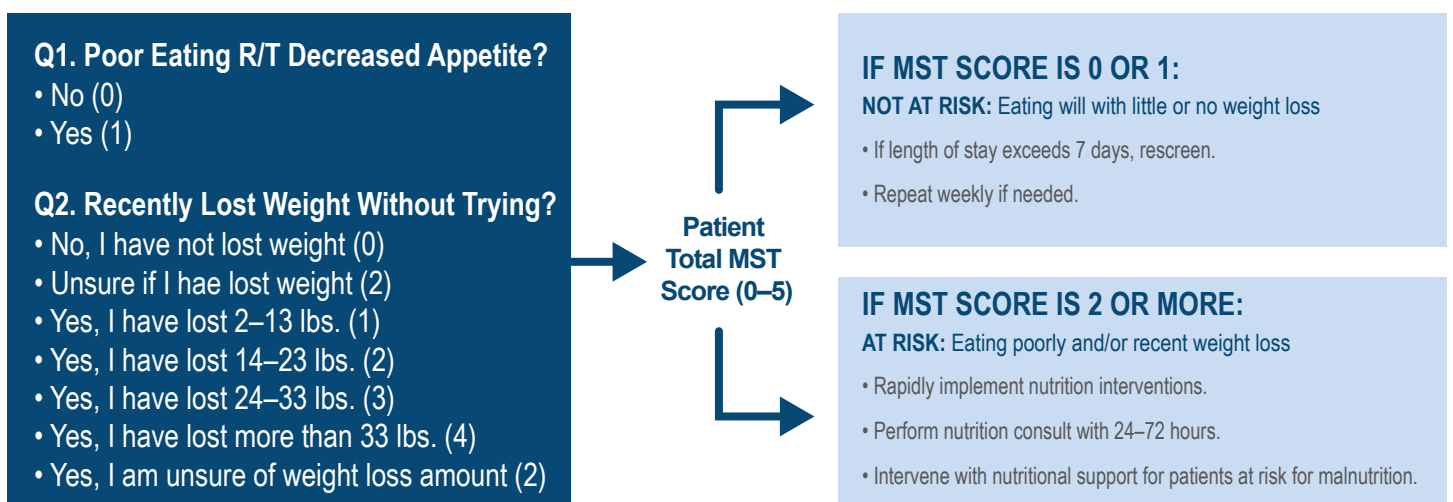 Q1. Poor Eating R/T Decreased Appetite?
• No (0)
• Yes (1)
Q2. Recently Lost Weight Without Trying?
• No, I have not lost weight (0)
• Unsure if I hae lost weight (2)
• Yes, I have lost 2–13 lbs. (1)
• Yes, I have lost 14–23 lbs. (2)
• Yes, I have lost 24–33 lbs. (3)
• Yes, I have lost more than 33 lbs. (4)
• Yes, I am unsure of weight loss amount (2)
Patient
Total MST
Score (0–5)
IF MST SCORE IS 0 OR 1:
NOT AT RISK: Eating will with little or no weight loss
• If length of stay exceeds 7 days, rescreen.
• Repeat weekly if needed.
IF MST SCORE IS 2 OR MORE:
AT RISK: Eating poorly and/or recent weight loss
• Rapidly implement nutrition interventions.
• Perform nutrition consult with 24–72 hours.
• Intervene with nutritional support for patients at risk for malnutrition.